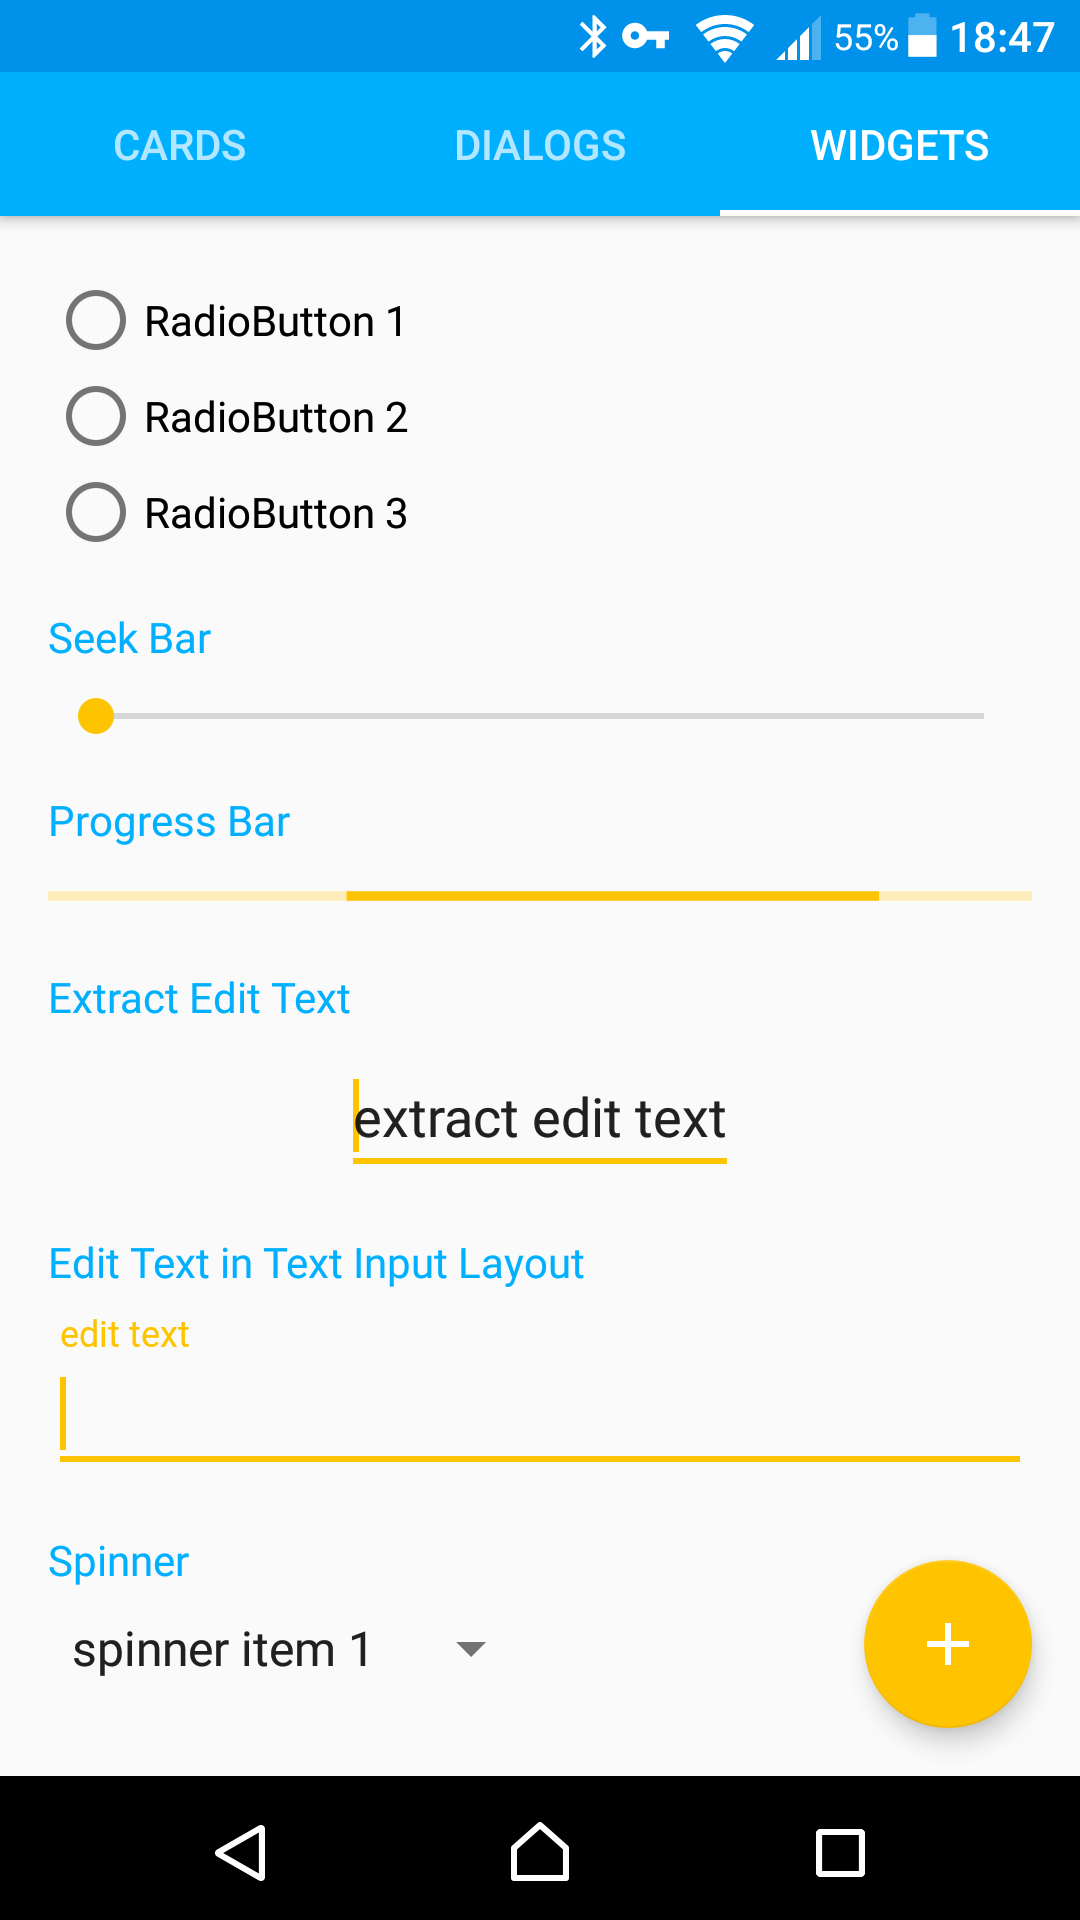 55% 18:47
CARDS DIALOGS WIDGETS
RadioButton 1
RadioButton 2
RadioButton 3
Seek Bar
Progress Bar
Extract Edit Text
extract edit text
Edit Text in Text Input Layout
edit text
Spinner
spinner item 1